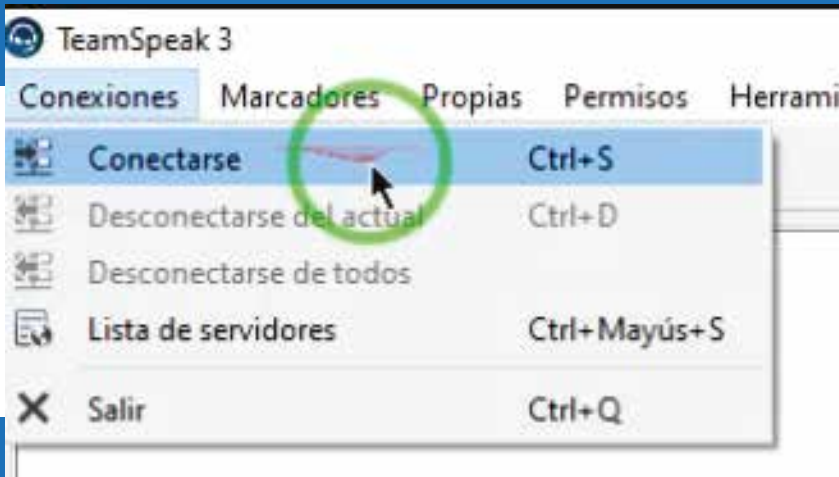 TeamSpeak 3
Conexiones Marcadores Propias Permisos Herrami
Conectarse Ctrl+S
Desconectarse del actual Ctrl+D
Desconectarse de todos
Lista de servidores Ctrl+Mayús+S
Salir Ctrl+Q